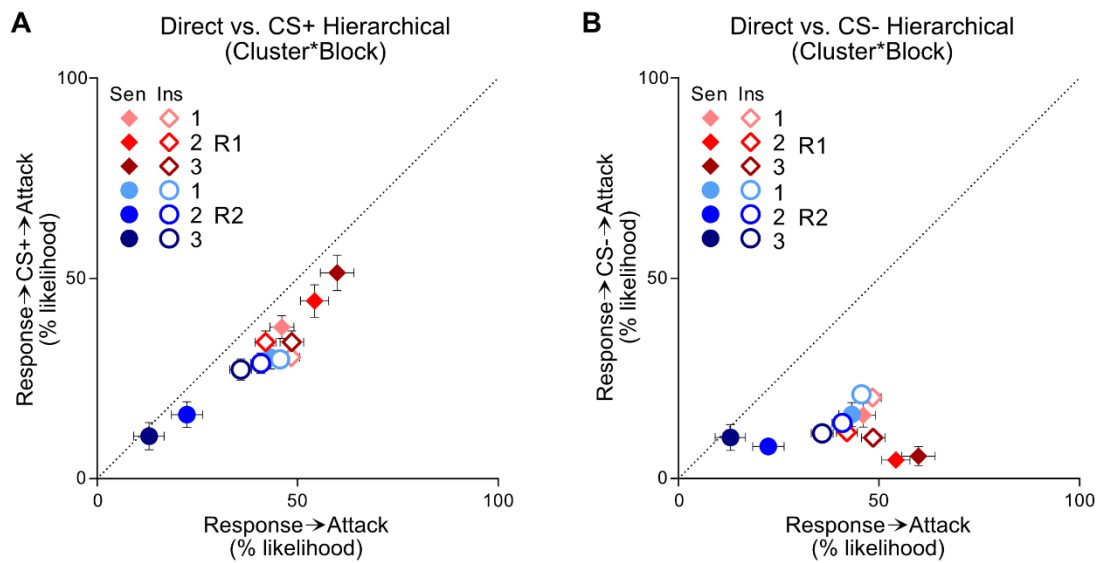 A
Direct vs. CS+ Hierarchical
(Cluster*Block)
100
Sen Ins
1
2 R1
3
1
2 R2
3
50
0
Response→CS+→Attack
(% likelihood)
0 50 100
Response→Attack
(% likelihood)
B
Direct vs. CS- Hierarchical
(Cluster*Block)
100
Sen Ins
1
2 R1
3
1
2 R2
3
50
0
Response→CS-→Attack
(% likelihood)
0 50 100
Response→Attack
(% likelihood)